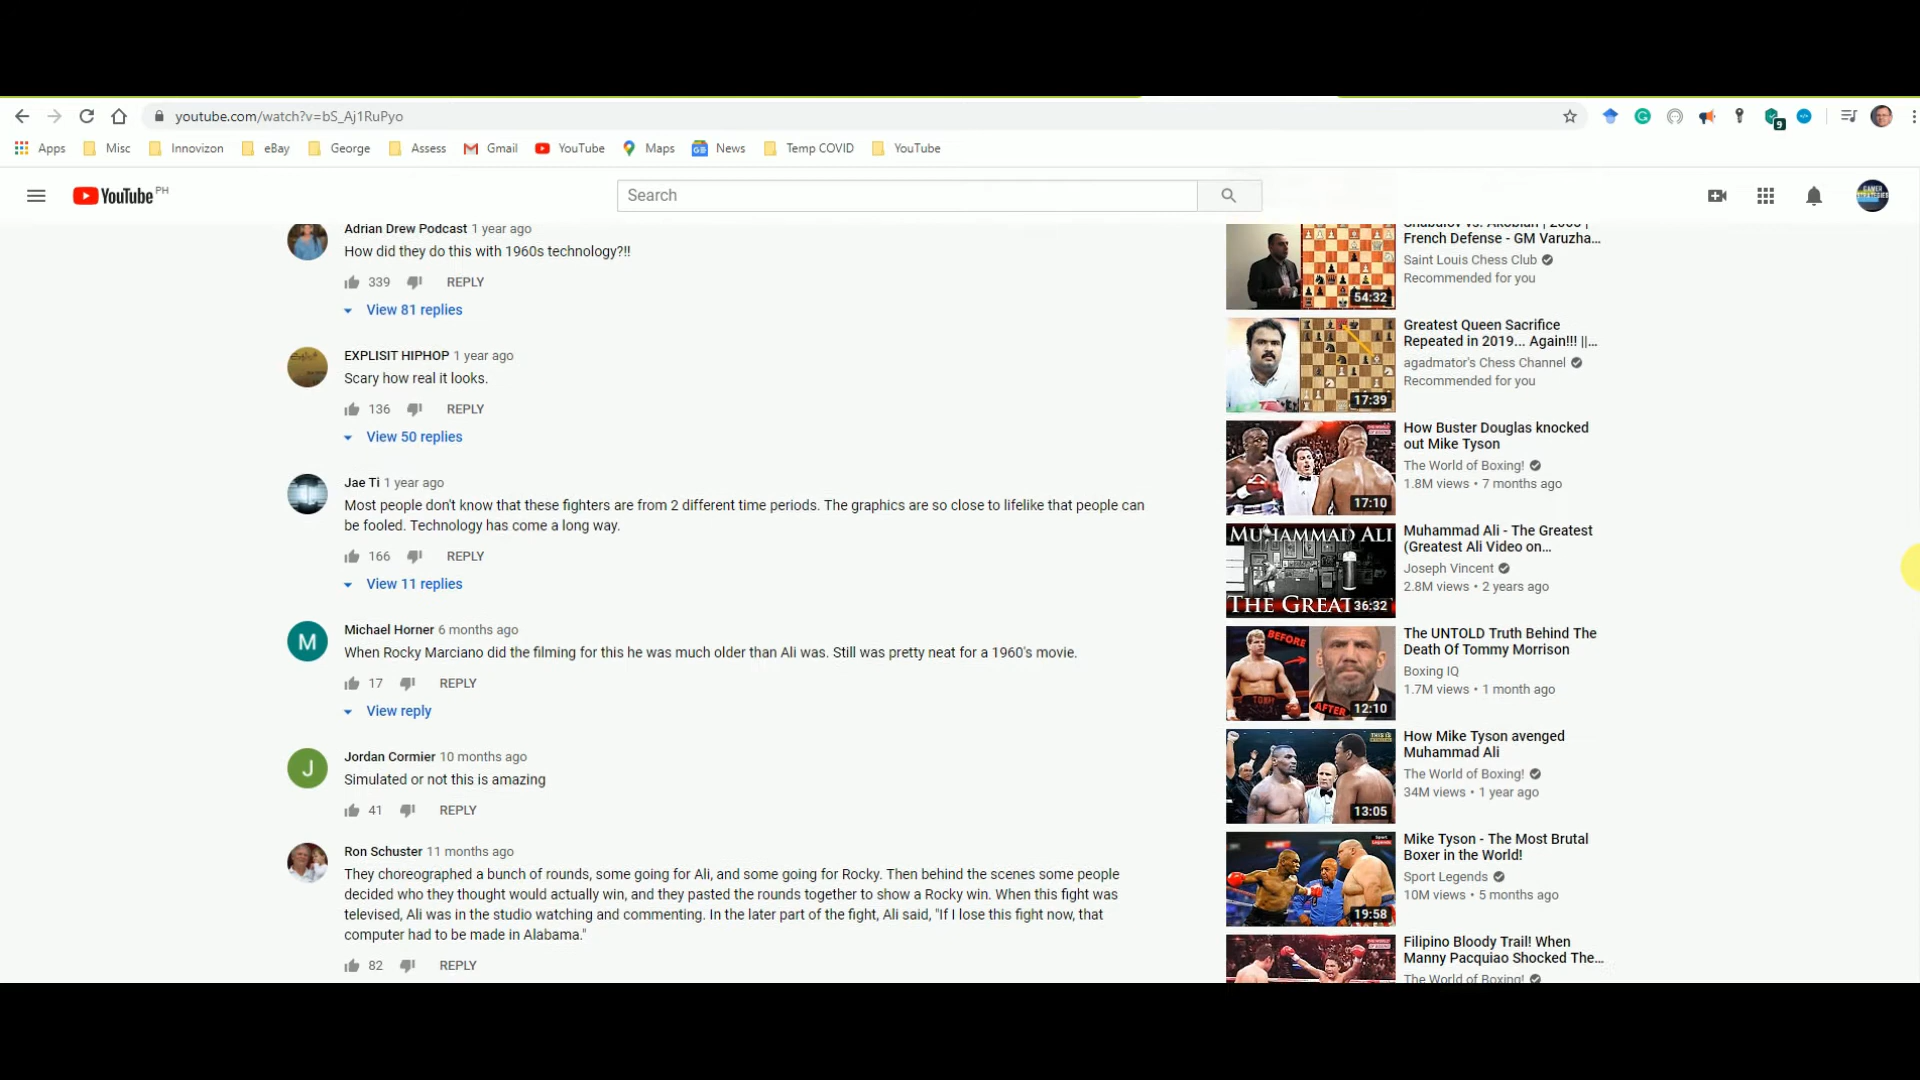 youtube.com/watch?v=bS_Aj1RuPyo
9
Apps Misc Innovizon eBay George Assess Gmail YouTube Maps News Temp COVID YouTube
YouTube PH
Search
Adrian Drew Podcast 1 year ago
How did they do this with 1960s technology?!!
339 REPLY
View 81 replies
EXPLISIT HIPHOP 1 year ago
Scary how real it looks.
136 REPLY
View 50 replies
Jae Ti 1 year ago
Most people don't know that these fighters are from 2 different time periods. The graphics are so close to lifelike that people can
be fooled. Technology has come a long way.
166 REPLY
View 11 replies
M
Michael Horner 6 months ago
When Rocky Marciano did the filming for this he was much older than Ali was. Still was pretty neat for a 1960's movie.
17 REPLY
View reply
J
Jordan Cormier 10 months ago
Simulated or not this is amazing
41 REPLY
Ron Schuster 11 months ago
They choreographed a bunch of rounds, some going for Ali, and some going for Rocky. Then behind the scenes some people
decided who they thought would actually win, and they pasted the rounds together to show a Rocky win. When this fight was
televised, Ali was in the studio watching and commenting. In the later part of the fight, Ali said, "If I lose this fight now, that
computer had to be made in Alabama."
82 REPLY
French Defense - GM Varuzha...
Saint Louis Chess Club
Recommended for you
54:32
Greatest Queen Sacrifice
Repeated in 2019... Again!!! ||...
agadmator's Chess Channel
Recommended for you
17:39
How Buster Douglas knocked
out Mike Tyson
The World of Boxing!
1.8M views • 7 months ago
17:10
MUHAMMAD ALI
THE GREATE
36:32
Muhammad Ali - The Greatest
(Greatest Ali Video on...
Joseph Vincent
2.8M views • 2 years ago
BEFORE
AFTER
12:10
The UNTOLD Truth Behind The
Death Of Tommy Morrison
Boxing IQ
1.7M views • 1 month ago
How Mike Tyson avenged
Muhammad Ali
The World of Boxing!
34M views • 1 year ago
13:05
Mike Tyson - The Most Brutal
Boxer in the World!
Sport Legends
10M views • 5 months ago
19:58
Filipino Bloody Trail! When
Manny Pacquiao Shocked The...
The World of Boxing!